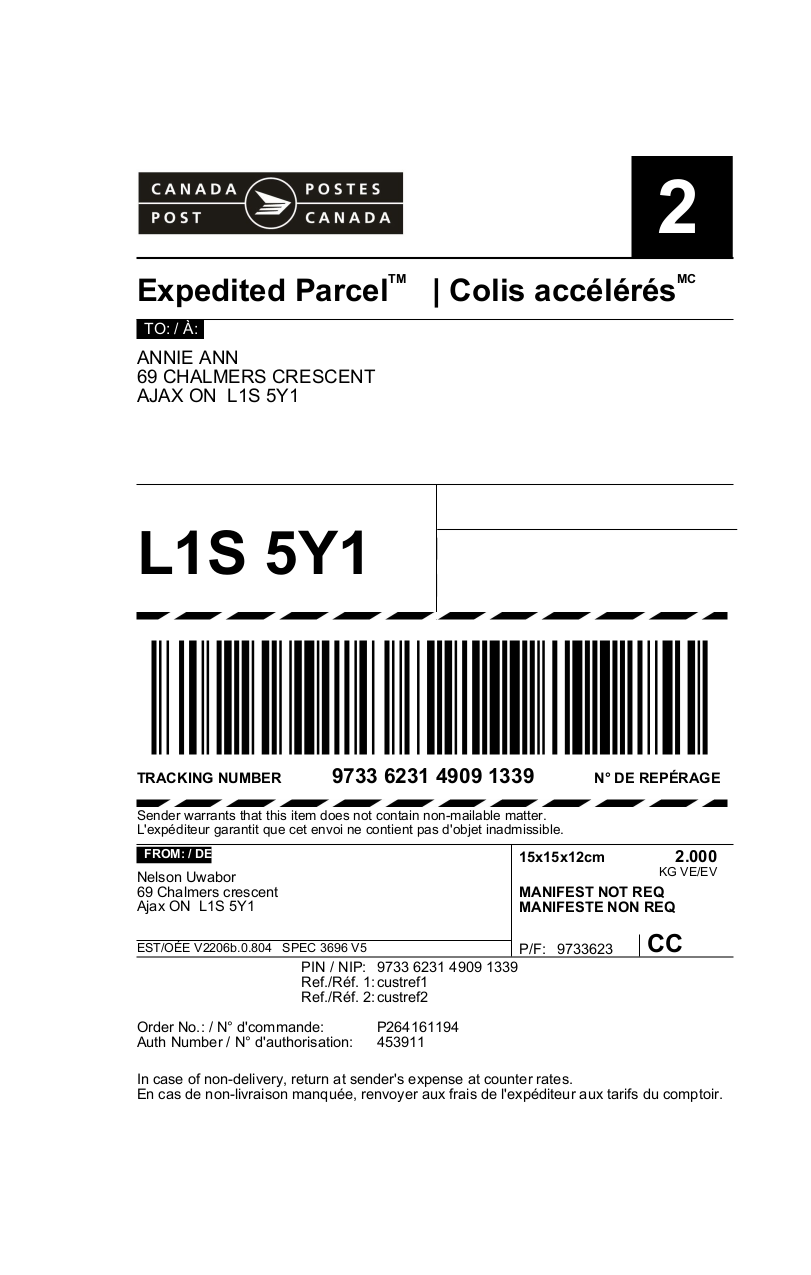 CANADA POSTES
POST CANADA
2
Expedited Parcel™ | Colis accélérésMC
TO: / À:
ANNIE ANN
69 CHALMERS CRESCENT
AJAX ON L1S 5Y1
L1S 5Y1
TRACKING NUMBER 9733 6231 4909 1339 N° DE REPÉRAGE
Sender warrants that this item does not contain non-mailable matter.
L'expéditeur garantit que cet envoi ne contient pas d'objet inadmissible.
FROM: / DE
Nelson Uwabor
69 Chalmers crescent
Ajax ON L1S 5Y1
15x15x12cm 2.000
KG VE/EV
MANIFEST NOT REQ
MANIFESTE NON REQ
EST/OÉE V2206b.0.804 SPEC 3696 V5
P/F: 9733623 CC
PIN / NIP: 9733 6231 4909 1339
Ref./Réf. 1: custref1
Ref./Réf. 2: custref2
Order No.: / N° d'commande: P264161194
Auth Number / N° d'authorisation: 453911
In case of non-delivery, return at sender's expense at counter rates.
En cas de non-livraison manquée, renvoyer aux frais de l'expéditeur aux tarifs du comptoir.